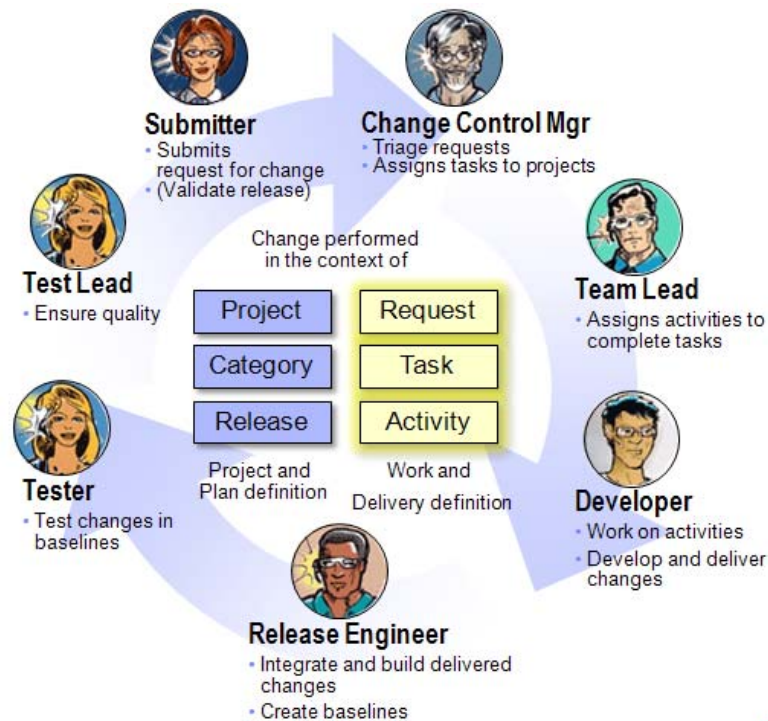 Submitter
• Submits
request for change
• (Validate release)
Change Control Mgr
• Triage requests
• Assigns tasks to projects
Team Lead
• Assigns activities to
complete tasks
Developer
• Work on activities
• Develop and deliver
changes
Release Engineer
• Integrate and build delivered
changes
• Create baselines
Tester
• Test changes in
baselines
Test Lead
• Ensure quality
Change performed
in the context of
Project
Category
Release
Project and
Plan definition
Request
Task
Activity
Work and
Delivery definition